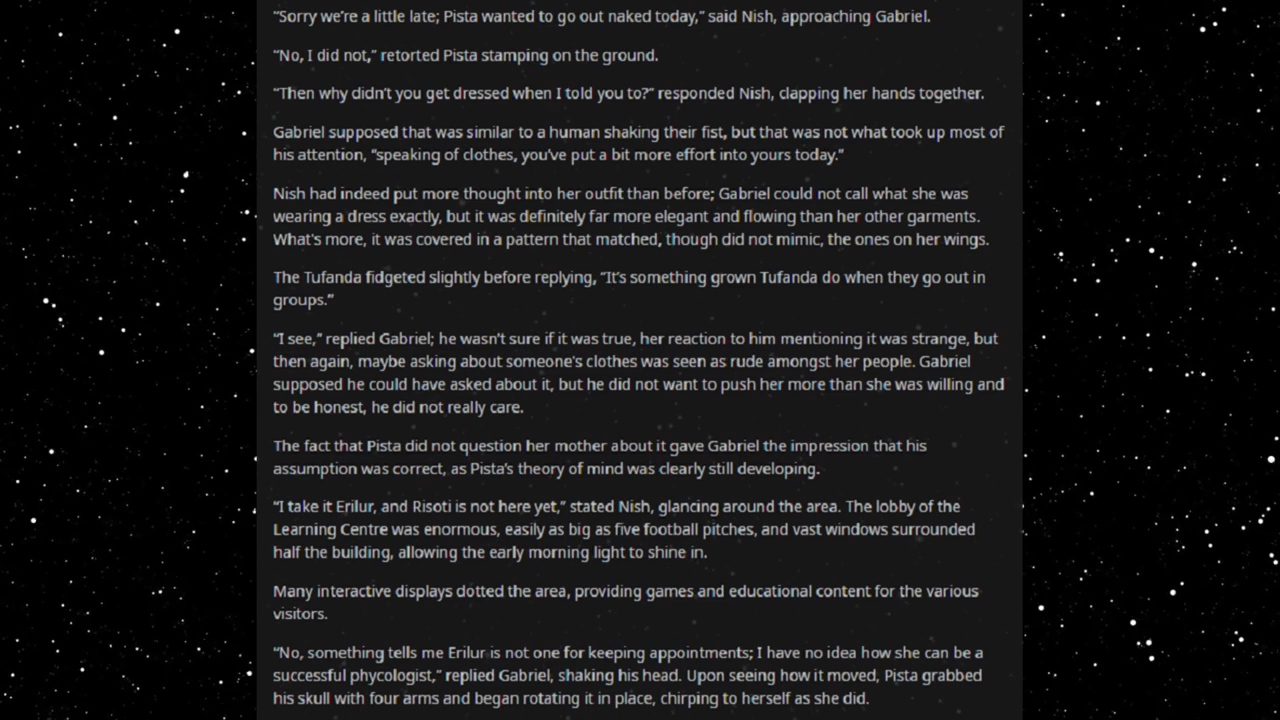 “Sorry we’re a little late; Pista wanted to go out naked today,” said Nish, approaching Gabriel.
“No, I did not,” retorted Pista stamping on the ground.
“Then why didn’t you get dressed when I told you to?” responded Nish, clapping her hands together.
Gabriel supposed that was similar to a human shaking their fist, but that was not what took up most of
his attention, “speaking of clothes, you’ve put a bit more effort into yours today.”
Nish had indeed put more thought into her outfit than before; Gabriel could not call what she was
wearing a dress exactly, but it was definitely far more elegant and flowing than her other garments.
What's more, it was covered in a pattern that matched, though did not mimic, the ones on her wings.
The Tufanda fidgeted slightly before replying, “It’s something grown Tufanda do when they go out in
groups.”
“I see,” replied Gabriel; he wasn’t sure if it was true, her reaction to him mentioning it was strange, but
then again, maybe asking about someone's clothes was seen as rude amongst her people. Gabriel
supposed he could have asked about it, but he did not want to push her more than she was willing and
to be honest, he did not really care.
The fact that Pista did not question her mother about it gave Gabriel the impression that his
assumption was correct, as Pista’s theory of mind was clearly still developing.
“I take it Erilur, and Risoti is not here yet,” stated Nish, glancing around the area. The lobby of the
Learning Centre was enormous, easily as big as five football pitches, and vast windows surrounded
half the building, allowing the early morning light to shine in.
Many interactive displays dotted the area, providing games and educational content for the various
visitors.
“No, something tells me Erilur is not one for keeping appointments; I have no idea how she can be a
successful phycologist,” replied Gabriel, shaking his head. Upon seeing how it moved, Pista grabbed
his skull with four arms and began rotating it in place, chirping to herself as she did.